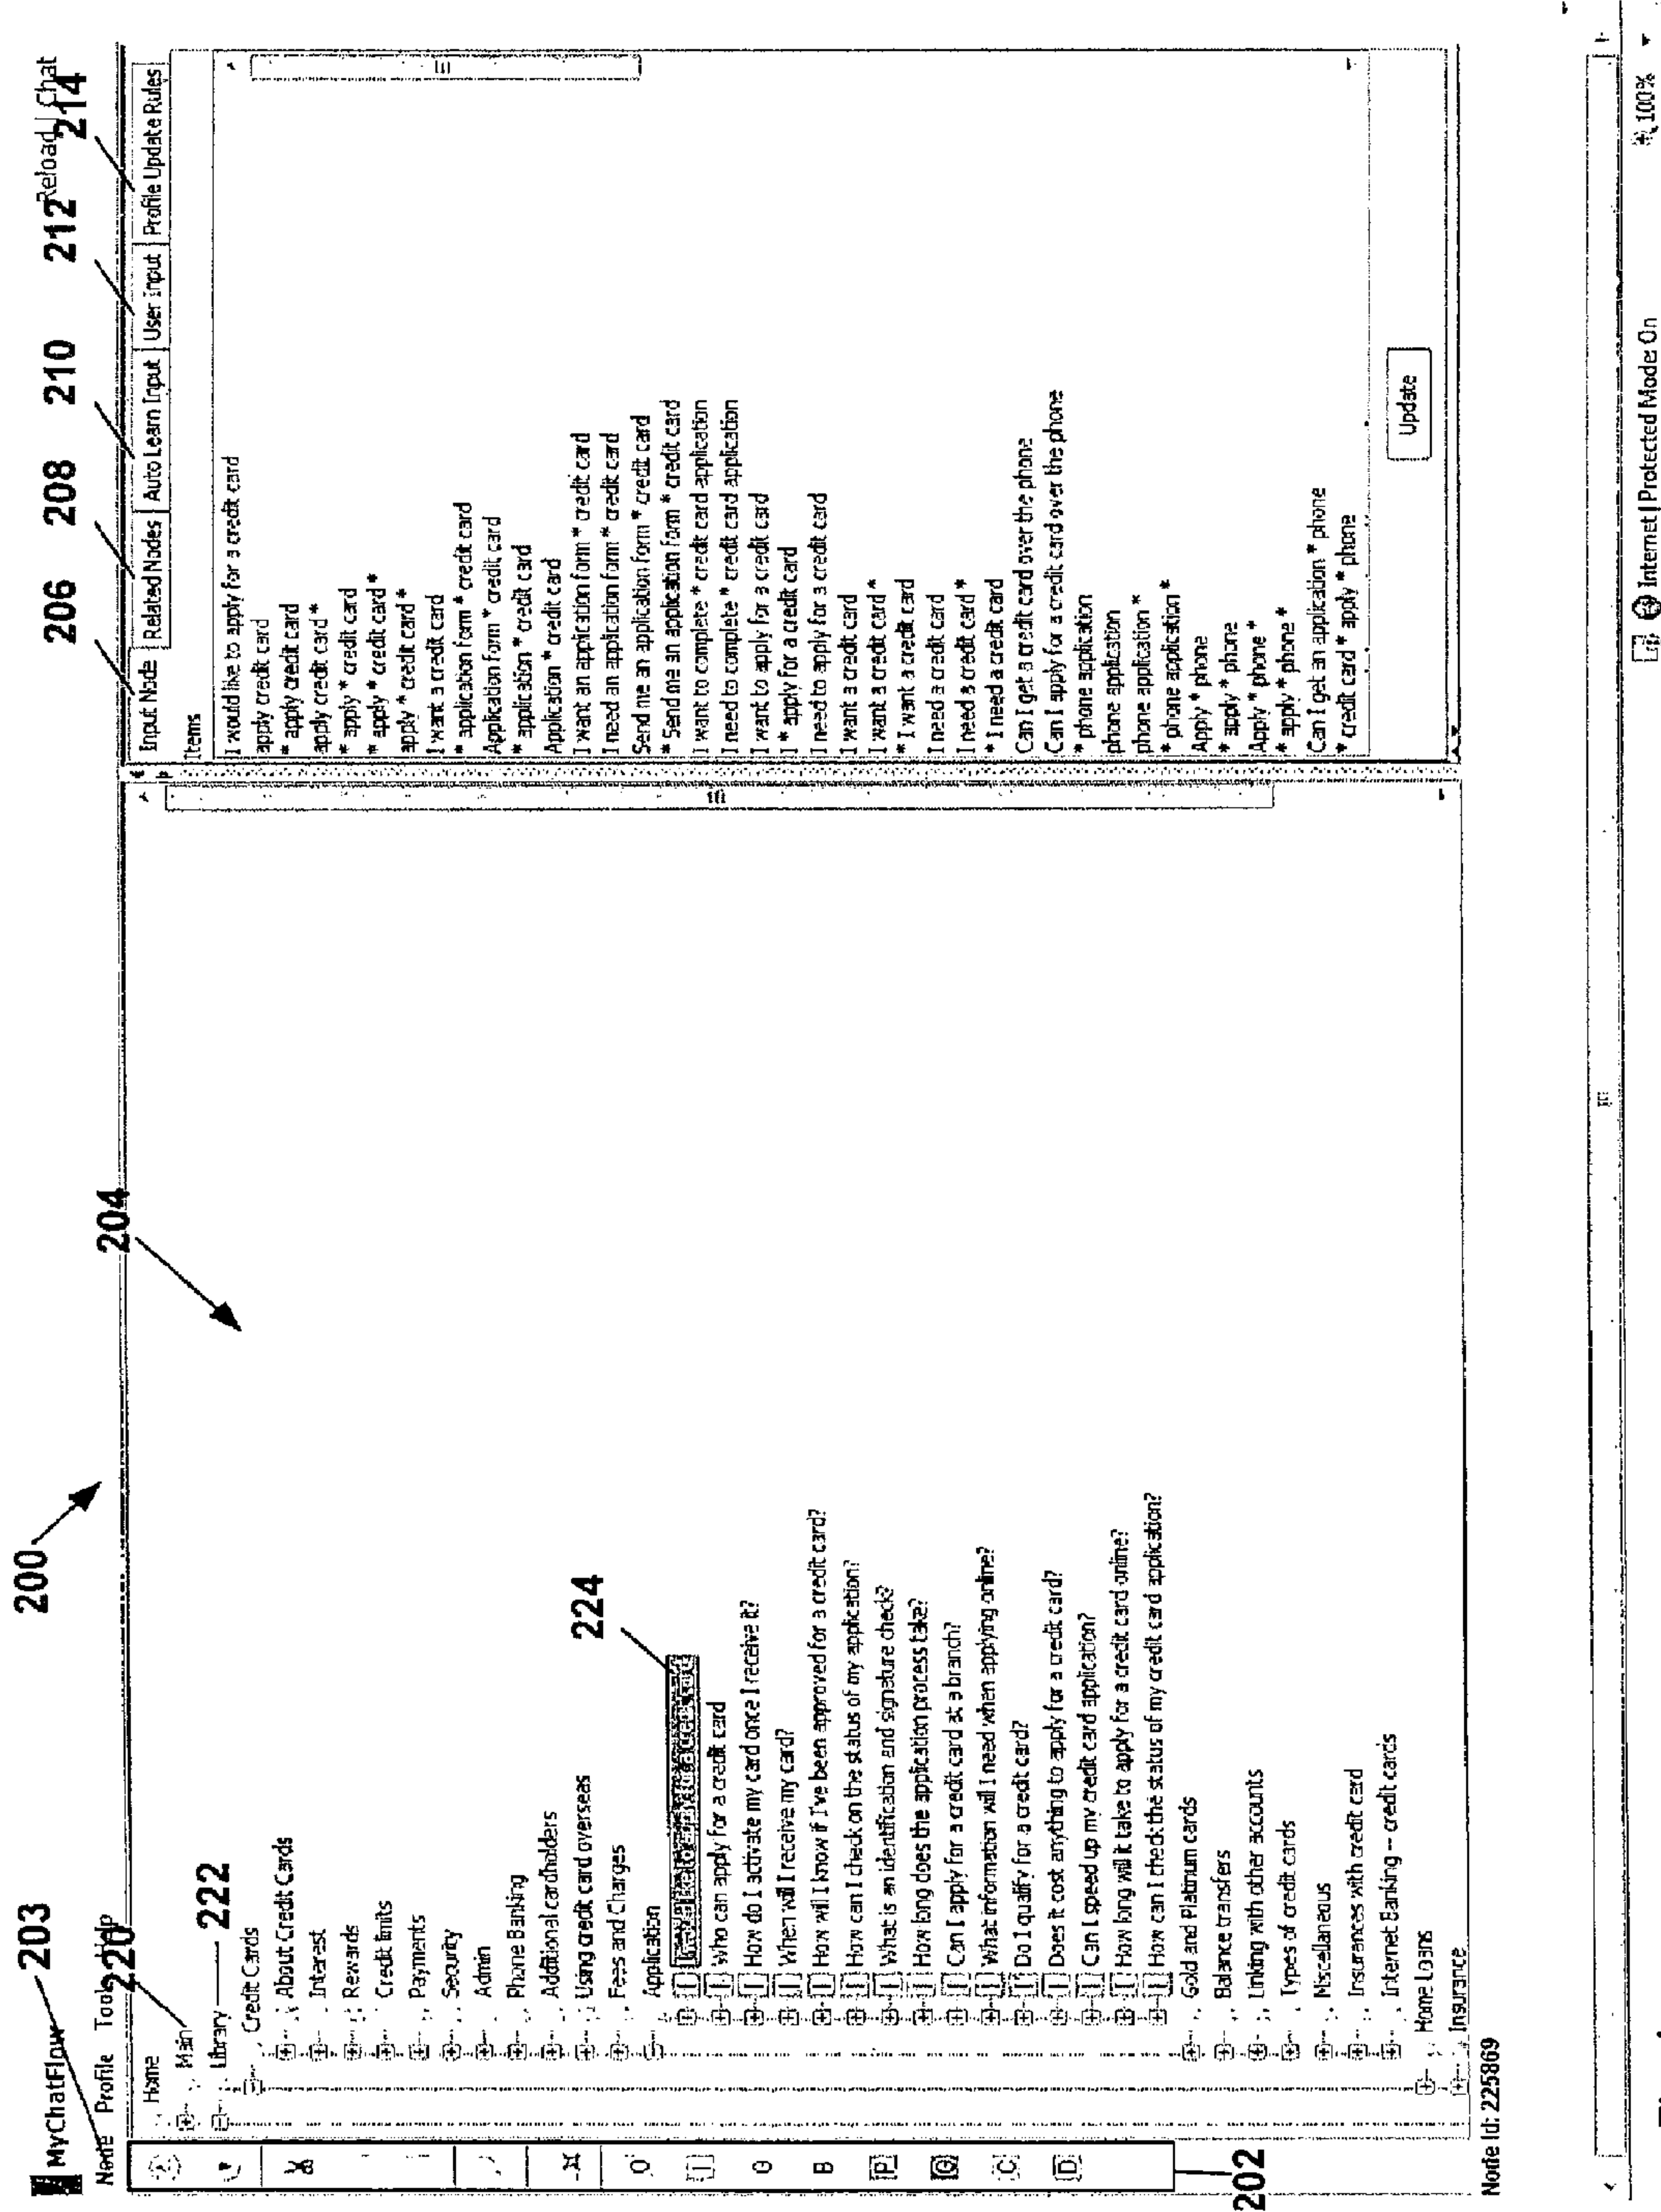 200
203
MyChatFlow
Node Profile Tools Help
Reload | Chat
206 208 210 212 214
204
Home
220
Main
Library
222
Credit Cards
About Credit Cards
Interest
Rewards
Credit limits
Payments
Security
Admin
Phone Banking
Additional cardholders
Using credit card overseas
Fees and Charges
Application
224
[I] I would like to apply for a credit card
[I] Who can apply for a credit card
[I] How do I activate my card once I receive it?
[I] When will I receive my card?
[I] How will I know if I've been approved for a credit card?
[I] How can I check on the status of my application?
[I] What is an identification and signature check?
[I] How long does the application process take?
[I] Can I apply for a credit card at a branch?
[I] What information will I need when applying online?
[I] Do I qualify for a credit card?
[I] Does it cost anything to apply for a credit card?
[I] Can I speed up my credit card application?
[I] How long will it take to apply for a credit card online?
[I] How can I check the status of my credit card application?
Gold and Platinum cards
Balance transfers
Linking with other accounts
Types of credit cards
Miscellaneous
Insurances with credit card
Internet Banking -- credit cards
Home Loans
Insurance
O
[I]
B
[P]
[G]
[C]
[D]
202
Input Node | Related Nodes | Auto Learn Input | User Input | Profile Update Rules
Items
I would like to apply for a credit card
apply credit card
* apply credit card
apply credit card *
* apply * credit card
* apply * credit card *
apply * credit card *
I want a credit card
* application form * credit card
Application form * credit card
* application * credit card
Application * credit card
I want an application form * credit card
I need an application form * credit card
Send me an application form * credit card
* Send me an application form * credit card
I want to complete * credit card application
I need to complete * credit card application
I want to apply for a credit card
I * apply for a credit card
I need to apply for a credit card
I want a credit card
I want a credit card *
* I want a credit card
I need a credit card
I need a credit card *
* I need a credit card
Can I get a credit card over the phone
Can I apply for a credit card over the phone
* phone application
phone application
phone application *
* phone application *
Apply * phone
* apply * phone
Apply * phone *
* apply * phone *
Can I get an application * phone
* credit card * apply * phone
Update
Node Id: 225869
Internet | Protected Mode: On
100%